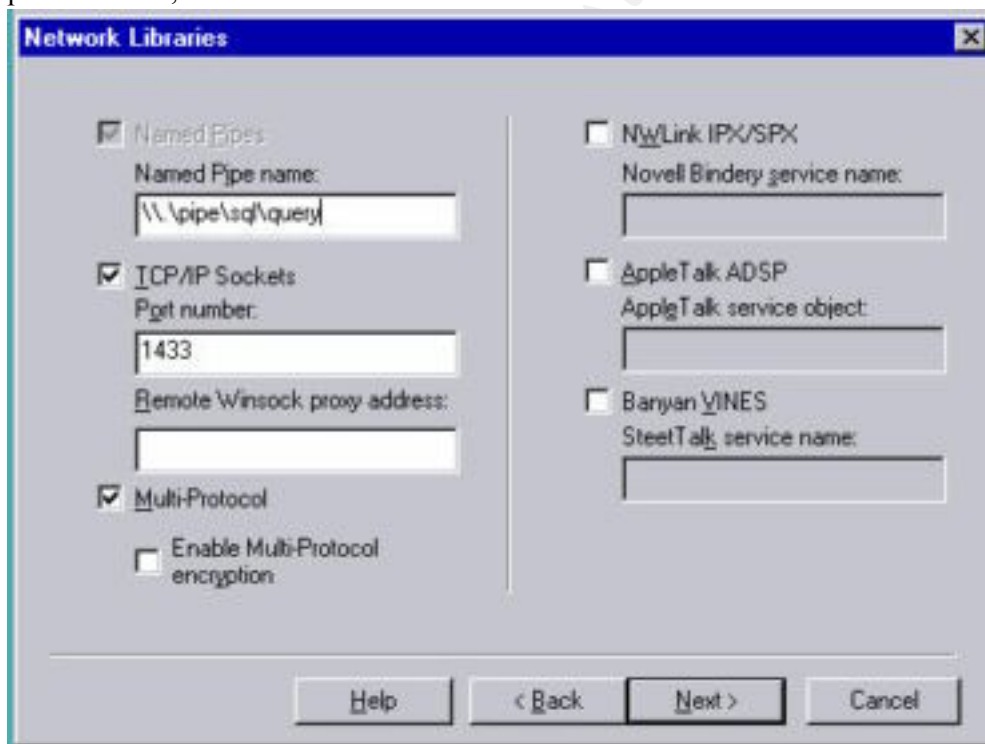 Network Libraries
Named Pipes
Named Pipe name:
\\.\pipe\sql\query
TCP/IP Sockets
Port number:
1433
Remote Winsock proxy address:
Multi-Protocol
Enable Multi-Protocol
encryption
NWLink IPX/SPX
Novell Bindery service name:
AppleTalk ADSP
AppleTalk service object:
Banyan VINES
SteetTalk service name:
Help
< Back
Next >
Cancel